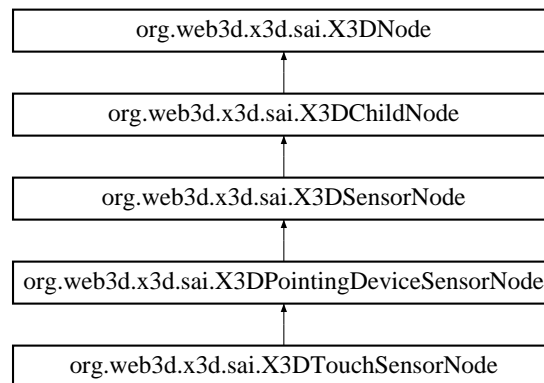 org.web3d.x3d.sai.X3DNode
org.web3d.x3d.sai.X3DChildNode
org.web3d.x3d.sai.X3DSensorNode
org.web3d.x3d.sai.X3DPointingDeviceSensorNode
org.web3d.x3d.sai.X3DTouchSensorNode